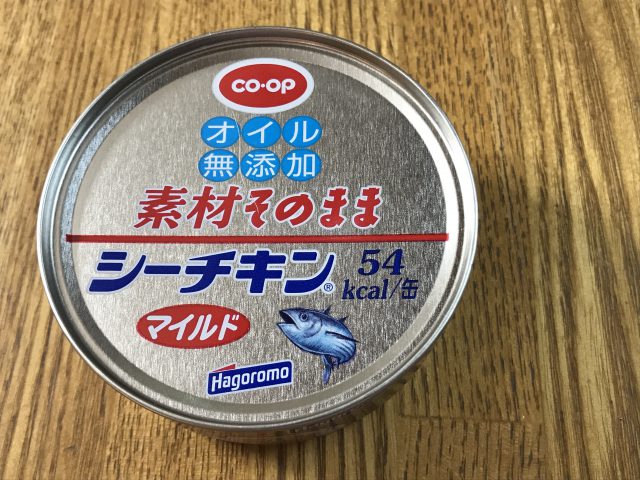 CO・OP
オイル
無添加
素材そのまま
シーチキン®
54
kcal/缶
マイルド
Hagoromo